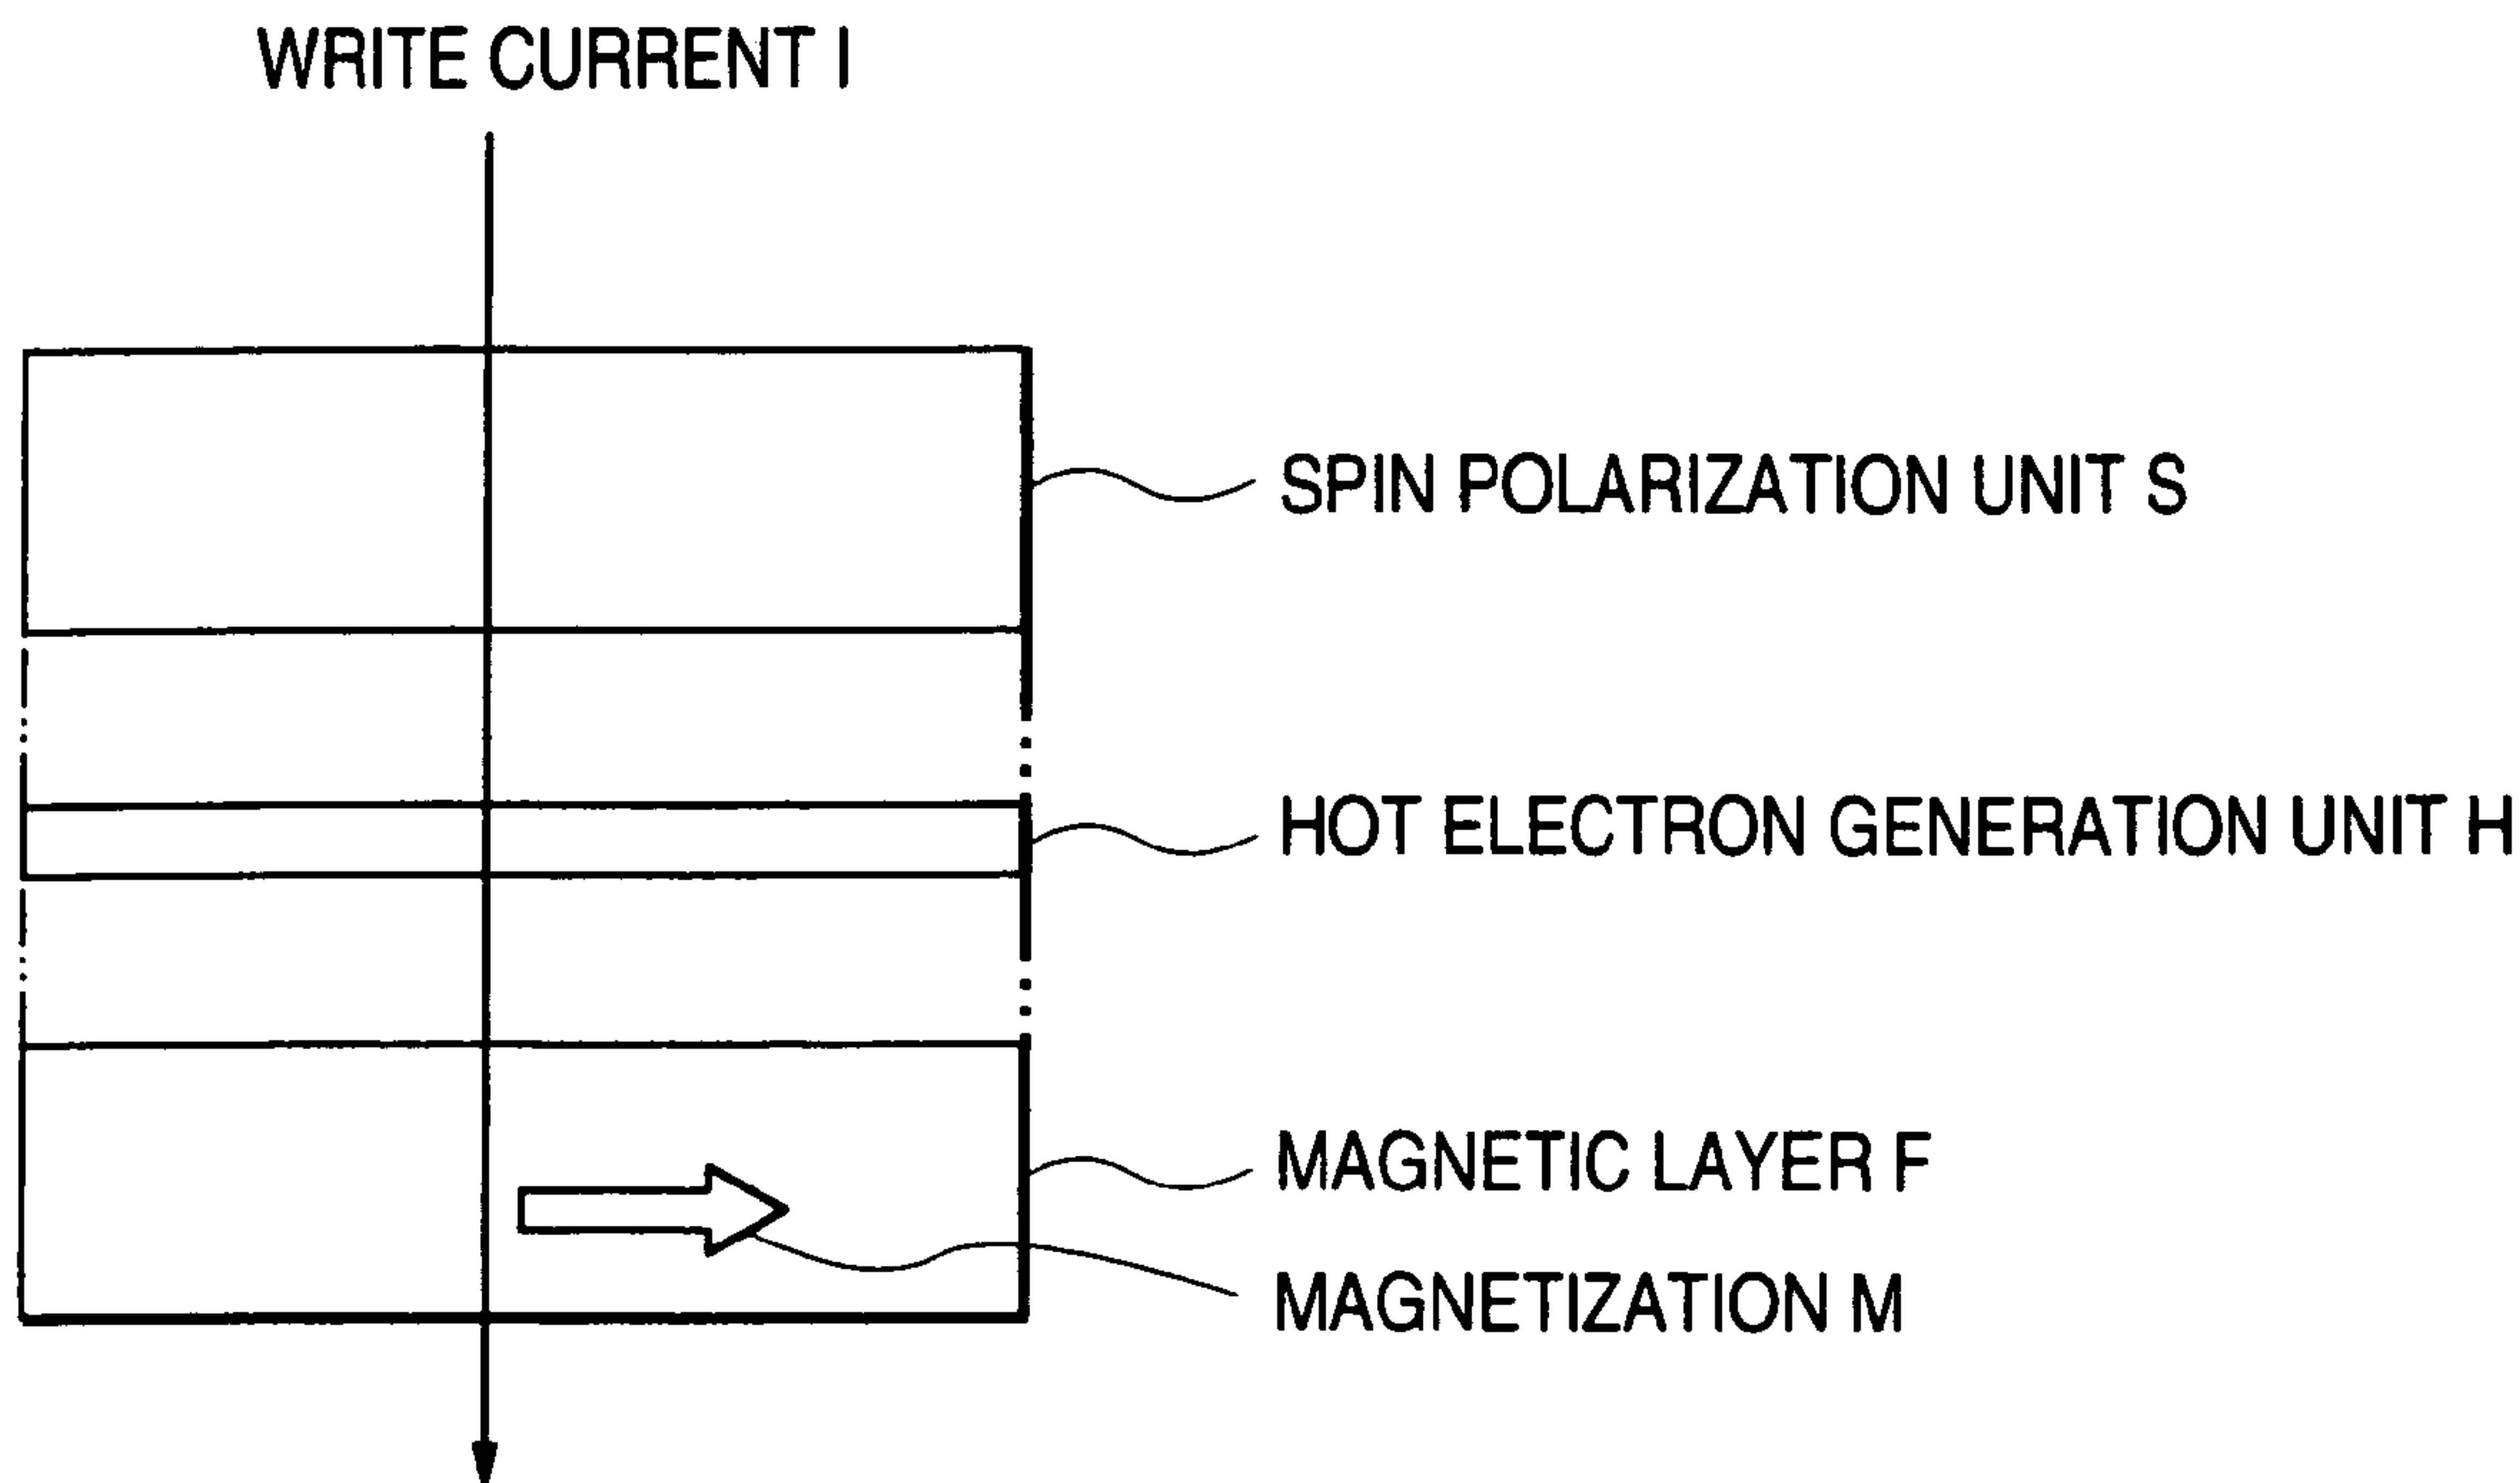 WRITE CURRENT I
SPIN POLARIZATION UNIT S
HOT ELECTRON GENERATION UNIT H
MAGNETIC LAYER F
MAGNETIZATION M